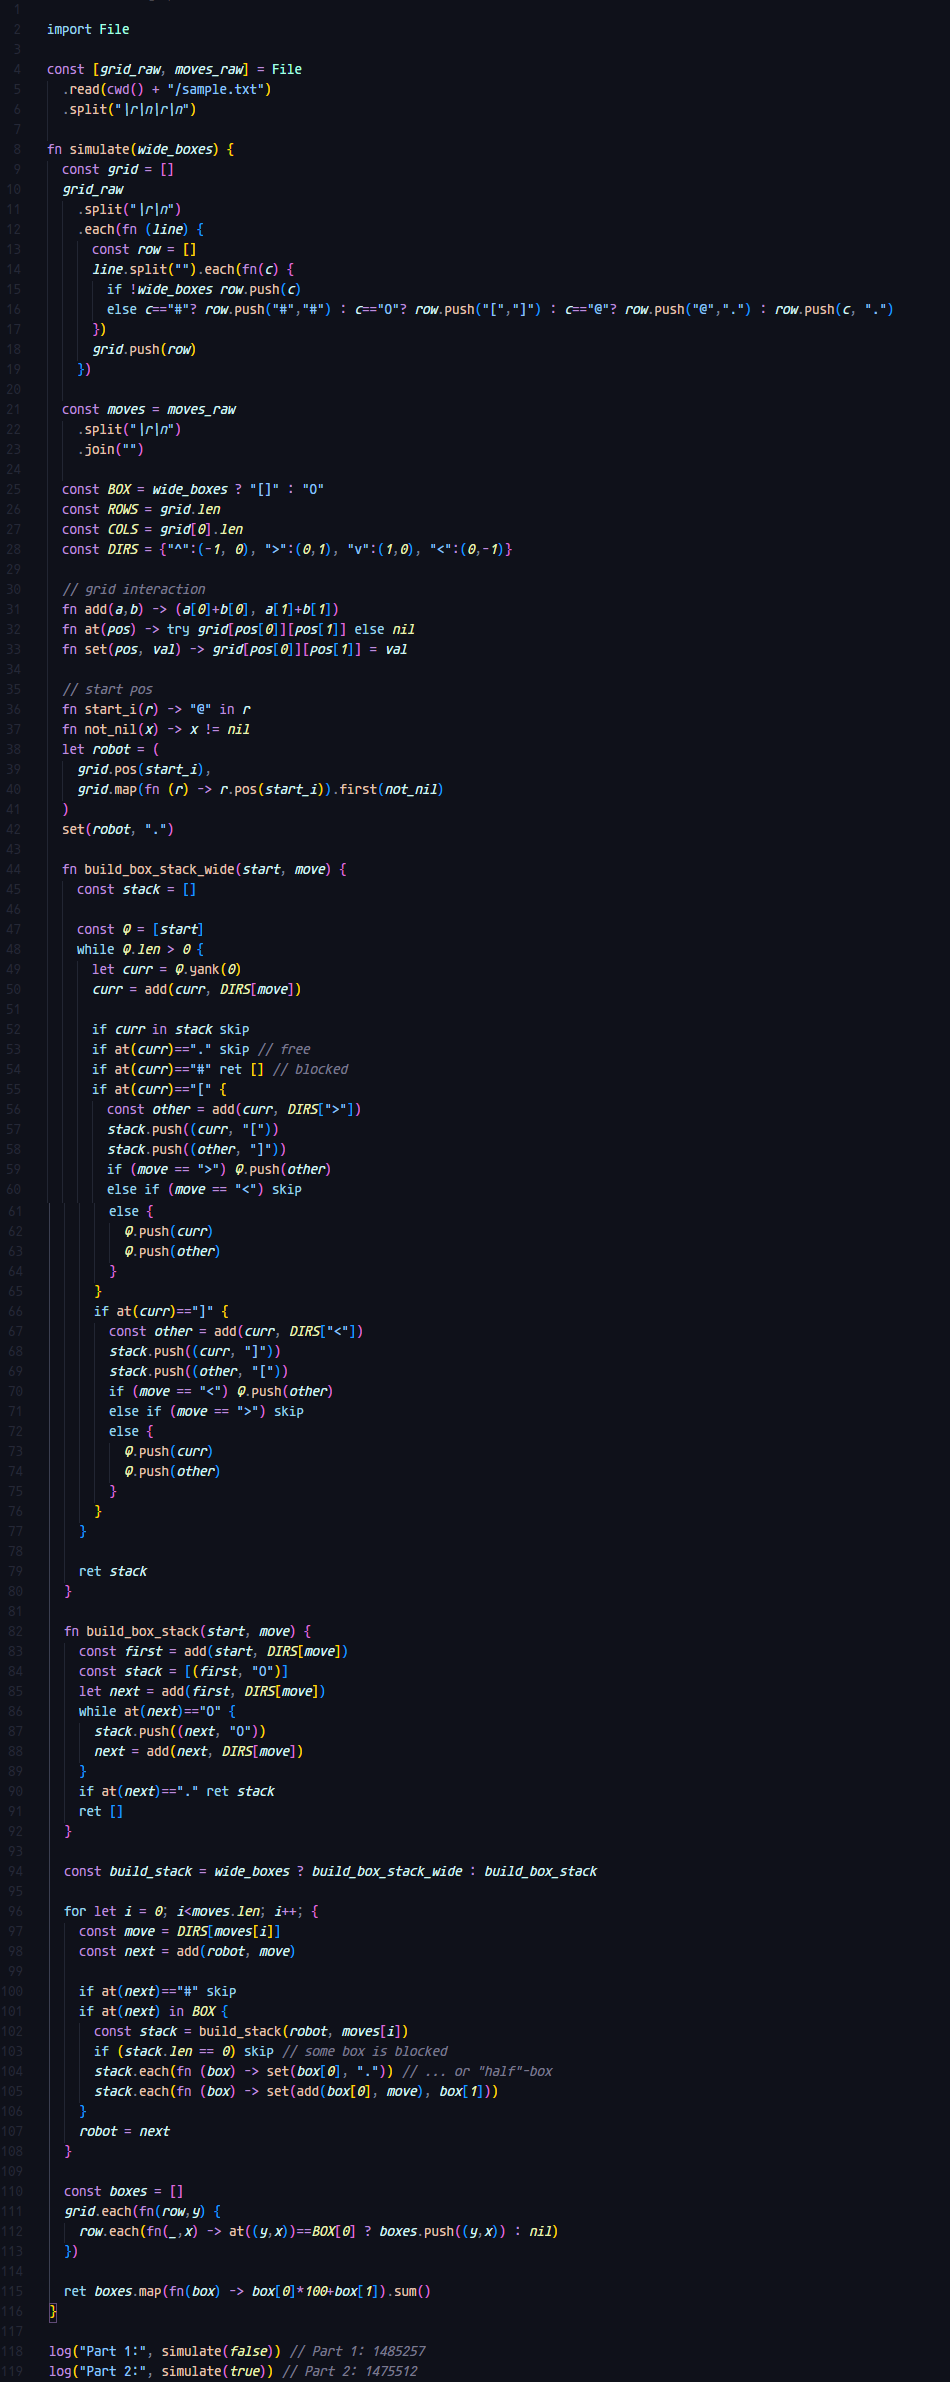 1
2 import File
3
4 const [grid_raw, moves_raw] = File
5   .read(cwd() + "/sample.txt")
6   .split("\r\n\r\n")
7
8 fn simulate(wide_boxes) {
9   const grid = []
10   grid_raw
11     .split("\r\n")
12     .each(fn (line) {
13       const row = []
14       line.split("").each(fn(c) {
15         if !wide_boxes row.push(c)
16         else c=="#"? row.push("#","#") : c=="O"? row.push("[","]") : c=="@"? row.push("@",".") : row.push(c, ".")
17       })
18       grid.push(row)
19     })
20
21   const moves = moves_raw
22     .split("\r\n")
23     .join("")
24
25   const BOX = wide_boxes ? "[]" : "O"
26   const ROWS = grid.len
27   const COLS = grid[0].len
28   const DIRS = {"^":(-1, 0), ">":(0,1), "v":(1,0), "<":(0,-1)}
29
30   // grid interaction
31   fn add(a,b) -> (a[0]+b[0], a[1]+b[1])
32   fn at(pos) -> try grid[pos[0]][pos[1]] else nil
33   fn set(pos, val) -> grid[pos[0]][pos[1]] = val
34
35   // start pos
36   fn start_i(r) -> "@" in r
37   fn not_nil(x) -> x != nil
38   let robot = (
39     grid.pos(start_i),
40     grid.map(fn (r) -> r.pos(start_i)).first(not_nil)
41   )
42   set(robot, ".")
43
44   fn build_box_stack_wide(start, move) {
45     const stack = []
46
47     const Q = [start]
48     while Q.len > 0 {
49       let curr = Q.yank(0)
50       curr = add(curr, DIRS[move])
51
52       if curr in stack skip
53       if at(curr)=="." skip // free
54       if at(curr)=="#" ret [] // blocked
55       if at(curr)=="[" {
56         const other = add(curr, DIRS[">"])
57         stack.push((curr, "["))
58         stack.push((other, "]"))
59         if (move == ">") Q.push(other)
60         else if (move == "<") skip
61         else {
62           Q.push(curr)
63           Q.push(other)
64         }
65       }
66       if at(curr)=="]" {
67         const other = add(curr, DIRS["<"])
68         stack.push((curr, "]"))
69         stack.push((other, "["))
70         if (move == "<") Q.push(other)
71         else if (move == ">") skip
72         else {
73           Q.push(curr)
74           Q.push(other)
75         }
76       }
77     }
78
79     ret stack
80   }
81
82   fn build_box_stack(start, move) {
83     const first = add(start, DIRS[move])
84     const stack = [(first, "O")]
85     let next = add(first, DIRS[move])
86     while at(next)=="O" {
87       stack.push((next, "O"))
88       next = add(next, DIRS[move])
89     }
90     if at(next)=="." ret stack
91     ret []
92   }
93
94   const build_stack = wide_boxes ? build_box_stack_wide : build_box_stack
95
96   for let i = 0; i<moves.len; i++; {
97     const move = DIRS[moves[i]]
98     const next = add(robot, move)
99
100     if at(next)=="#" skip
101     if at(next) in BOX {
102       const stack = build_stack(robot, moves[i])
103       if (stack.len == 0) skip // some box is blocked
104       stack.each(fn (box) -> set(box[0], ".")) // ... or "half"-box
105       stack.each(fn (box) -> set(add(box[0], move), box[1]))
106     }
107     robot = next
108   }
109
110   const boxes = []
111   grid.each(fn(row,y) {
112     row.each(fn(_,x) -> at((y,x))==BOX[0] ? boxes.push((y,x)) : nil)
113   })
114
115   ret boxes.map(fn(box) -> box[0]*100+box[1]).sum()
116 }
117
118 log("Part 1:", simulate(false)) // Part 1: 1485257
119 log("Part 2:", simulate(true)) // Part 2: 1475512